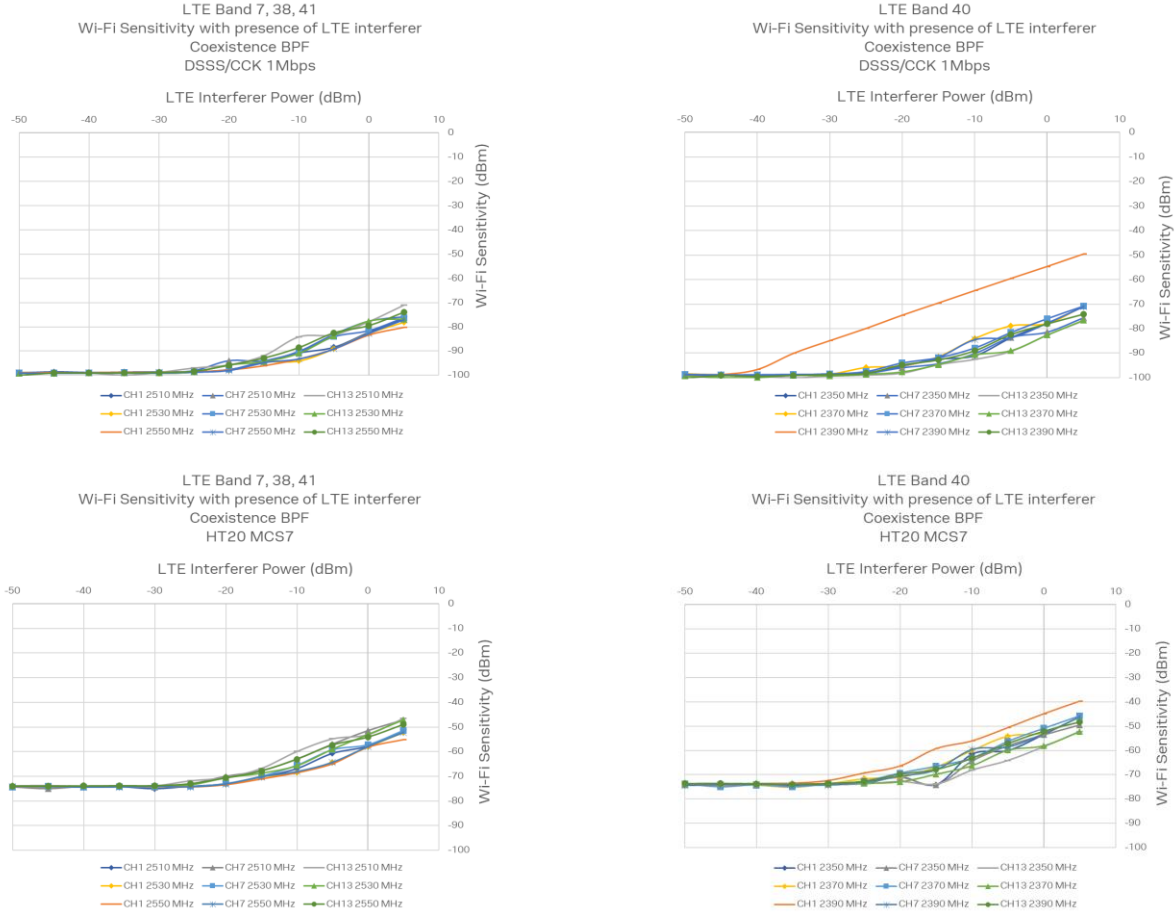 LTE Band 7, 38, 41
Wi-Fi Sensitivity with presence of LTE interferer
Coexistence BPF
DSSS/CCK 1Mbps
LTE Interferer Power (dBm)
-50 -40 -30 -20 -10 0 10
0
-10
-20
-30
-40
-50
-60
-70
-80
-90
-100
Wi-Fi Sensitivity (dBm)
CH1 2510 MHz CH7 2510 MHz CH13 2510 MHz
CH1 2530 MHz CH7 2530 MHz CH13 2530 MHz
CH1 2550 MHz CH7 2550 MHz CH13 2550 MHz
LTE Band 40
Wi-Fi Sensitivity with presence of LTE interferer
Coexistence BPF
DSSS/CCK 1Mbps
LTE Interferer Power (dBm)
-50 -40 -30 -20 -10 0 10
0
-10
-20
-30
-40
-50
-60
-70
-80
-90
-100
Wi-Fi Sensitivity (dBm)
CH1 2350 MHz CH7 2350 MHz CH13 2350 MHz
CH1 2370 MHz CH7 2370 MHz CH13 2370 MHz
CH1 2390 MHz CH7 2390 MHz CH13 2390 MHz
LTE Band 7, 38, 41
Wi-Fi Sensitivity with presence of LTE interferer
Coexistence BPF
HT20 MCS7
LTE Interferer Power (dBm)
-50 -40 -30 -20 -10 0 10
0
-10
-20
-30
-40
-50
-60
-70
-80
-90
-100
Wi-Fi Sensitivity (dBm)
CH1 2510 MHz CH7 2510 MHz CH13 2510 MHz
CH1 2530 MHz CH7 2530 MHz CH13 2530 MHz
CH1 2550 MHz CH7 2550 MHz CH13 2550 MHz
LTE Band 40
Wi-Fi Sensitivity with presence of LTE interferer
Coexistence BPF
HT20 MCS7
LTE Interferer Power (dBm)
-50 -40 -30 -20 -10 0 10
0
-10
-20
-30
-40
-50
-60
-70
-80
-90
-100
Wi-Fi Sensitivity (dBm)
CH1 2350 MHz CH7 2350 MHz CH13 2350 MHz
CH1 2370 MHz CH7 2370 MHz CH13 2370 MHz
CH1 2390 MHz CH7 2390 MHz CH13 2390 MHz